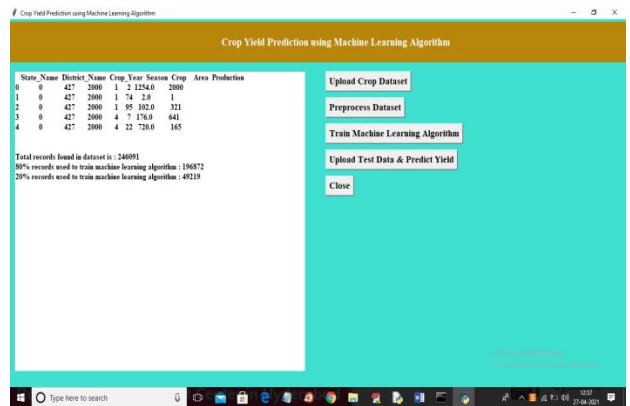 Crop Yield Prediction using Machine Learning Algorithm
Crop Yield Prediction using Machine Learning Algorithm
State_Name District_Name Crop_Year Season Crop Area Production
0 0 427 2000 1 2 1254.0 2000
1 0 427 2000 1 74 2.0 1
2 0 427 2000 1 95 102.0 321
3 0 427 2000 4 7 176.0 641
4 0 427 2000 4 22 720.0 165
Total records found in dataset is : 246091
80% records used to train machine learning algorithm : 196872
20% records used to train machine learning algorithm : 49219
Upload Crop Dataset
Preprocess Dataset
Train Machine Learning Algorithm
Upload Test Data & Predict Yield
Close
Type here to search
12:57
27-04-2021